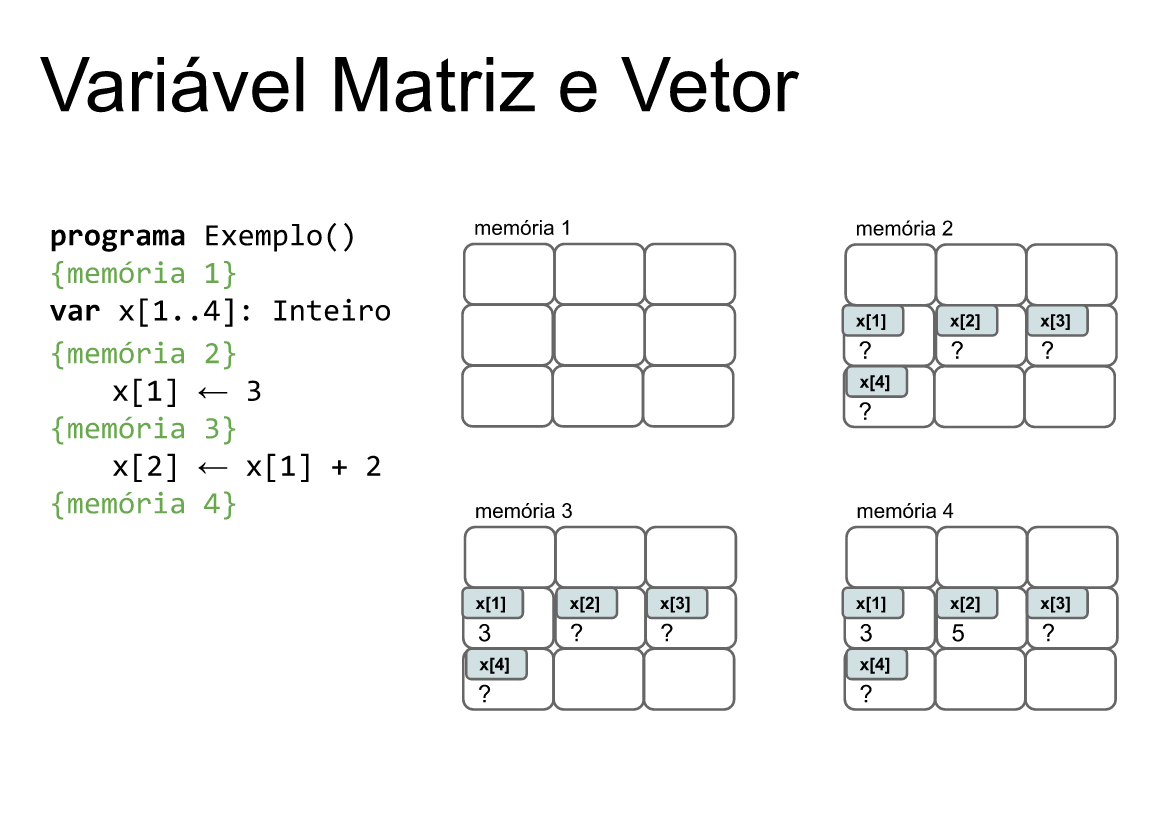 Variável Matriz e Vetor
programa Exemplo()
{memória 1}
var x[1..4]: Inteiro
{memória 2}
x[1] ← 3
{memória 3}
x[2] ← x[1] + 2
{memória 4}
memória 1
memória 2
x[1] x[2] x[3]
? ? ?
x[4]
?
memória 3
x[1] x[2] x[3]
3 ? ?
x[4]
?
memória 4
x[1] x[2] x[3]
3 5 ?
x[4]
?